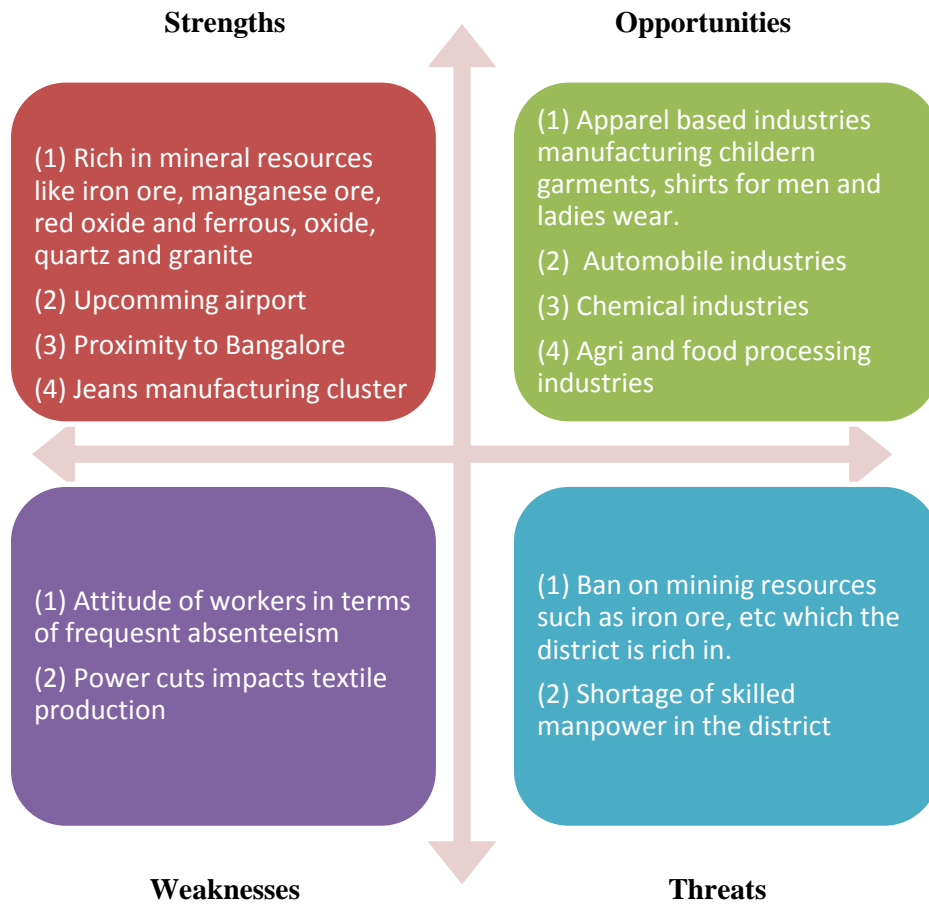 Strengths
Opportunities
(1) Rich in mineral resources
like iron ore, manganese ore,
red oxide and ferrous, oxide,
quartz and granite
(2) Upcomming airport
(3) Proximity to Bangalore
(4) Jeans manufacturing cluster
(1) Apparel based industries
manufacturing childern
garments, shirts for men and
ladies wear.
(2) Automobile industries
(3) Chemical industries
(4) Agri and food processing
industries
(1) Attitude of workers in terms
of frequesnt absenteeism
(2) Power cuts impacts textile
production
(1) Ban on mininig resources
such as iron ore, etc which the
district is rich in.
(2) Shortage of skilled
manpower in the district
Weaknesses
Threats